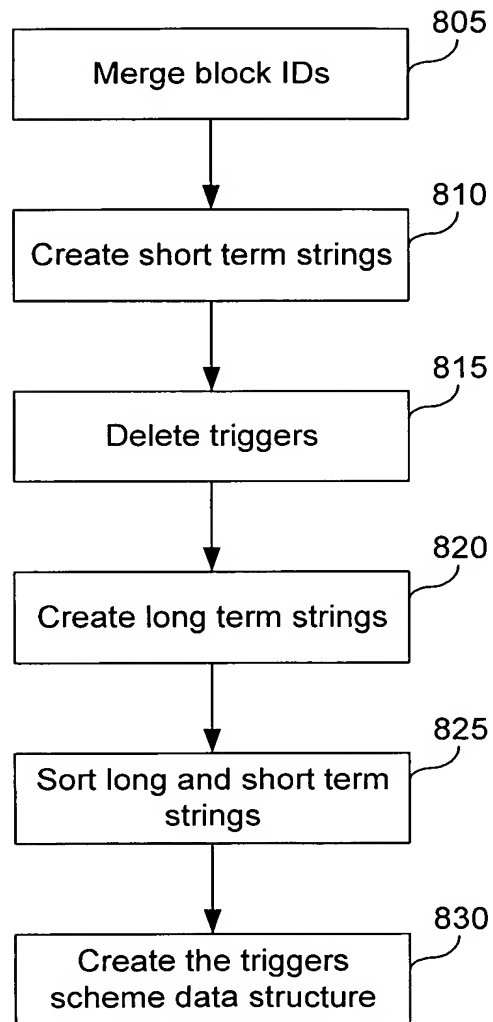 805
Merge block IDs
810
Create short term strings
815
Delete triggers
820
Create long term strings
825
Sort long and short term
strings
830
Create the triggers
scheme data structure